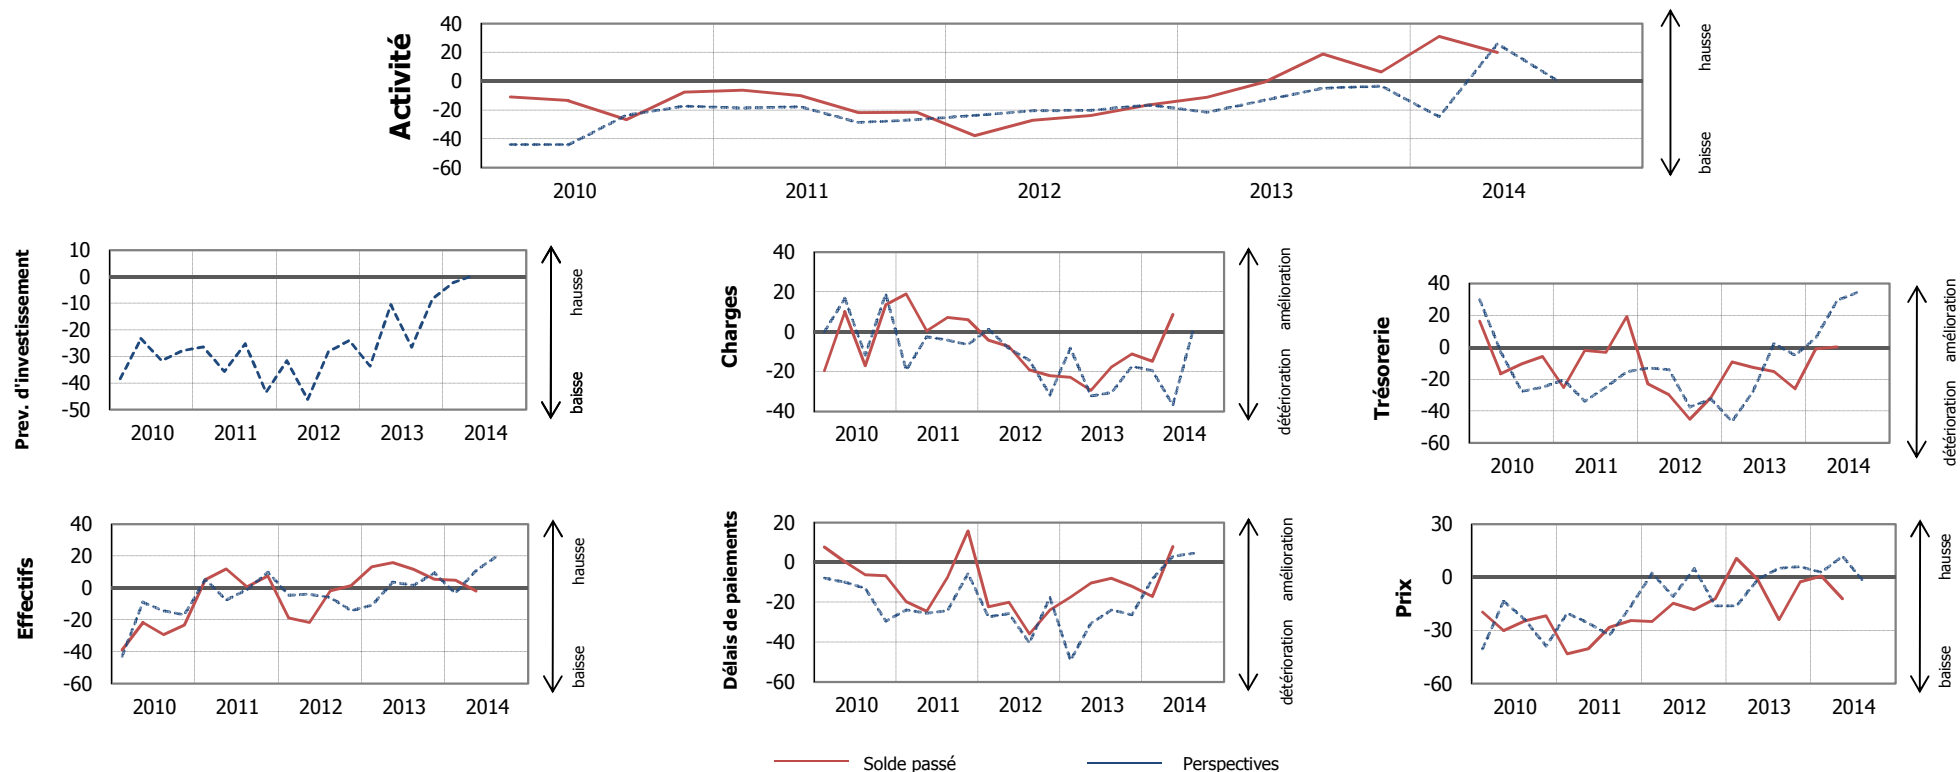 Activité
40
20
0
-20
-40
-60
2010 2011 2012 2013 2014
hausse
baisse
Prev. d'investissement
10
0
-10
-20
-30
-40
-50
2010 2011 2012 2013 2014
hausse
baisse
Charges
40
20
0
-20
-40
2010 2011 2012 2013 2014
amélioration
détérioration
Trésorerie
40
20
0
-20
-40
-60
2010 2011 2012 2013 2014
amélioration
détérioration
Effectifs
40
20
0
-20
-40
-60
2010 2011 2012 2013 2014
hausse
baisse
Délais de paiements
20
0
-20
-40
-60
2010 2011 2012 2013 2014
amélioration
détérioration
Prix
30
0
-30
-60
2010 2011 2012 2013 2014
hausse
baisse
Solde passé Perspectives